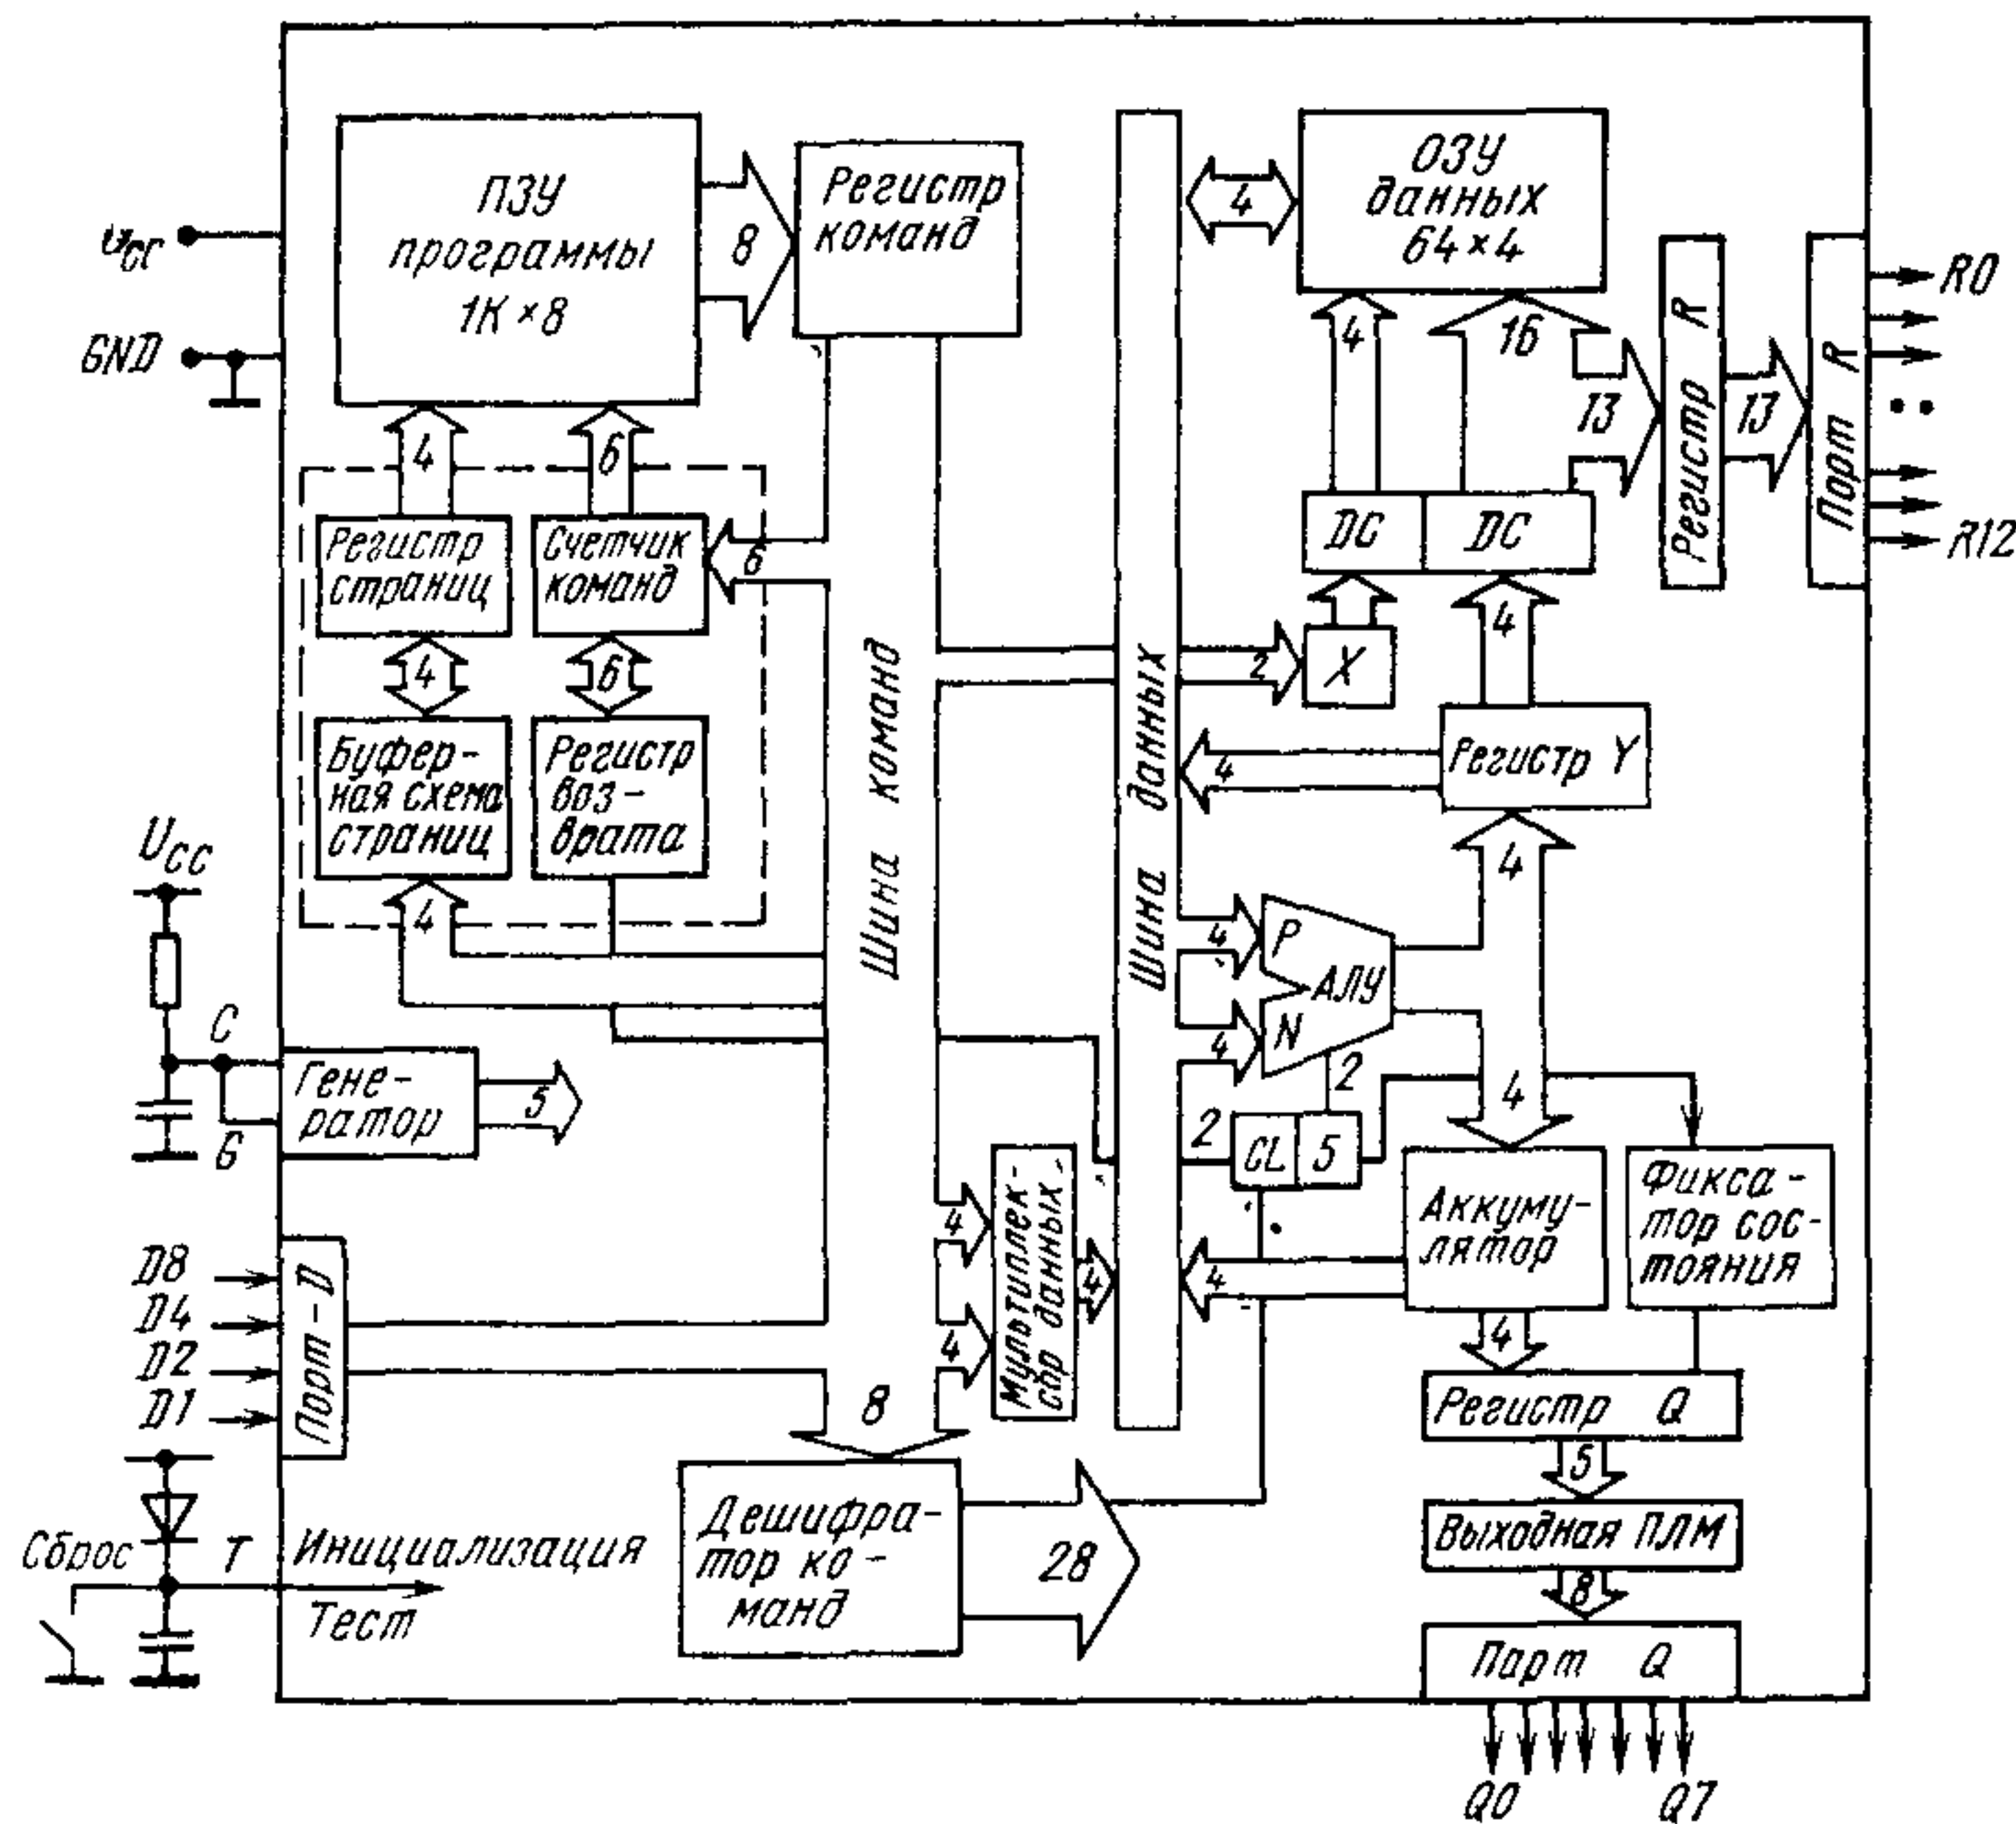 ПЗУ
программы
1К × 8
8
Регистр
команд
ОЗУ
данных
64 × 4
4
Ucc
GND
4
6
4
16
13
Регистр R
13
Порт R
R0
R12
Регистр
страниц
Счетчик
команд
6
DC
DC
4
6
2
X
4
Буфер-
ная схема
страниц
Регистр
воз-
врата
4
Регистр Y
4
Шина команд
Шина данных
4
4
P
АЛУ
N
4
2
4
Ucc
C
G
Гене-
ратор
5
2
CL
5
Аккуму-
лятор
Фикса-
тор сос-
тояния
4
4
Мультиплек-
сор данных
4
4
4
D8
D4
D2
D1
Порт-D
8
Регистр Q
5
Дешифра-
тор ко-
манд
28
Выходная ПЛМ
8
Парт Q
Q0
Q7
Сброс
T
Инициализация
Тест